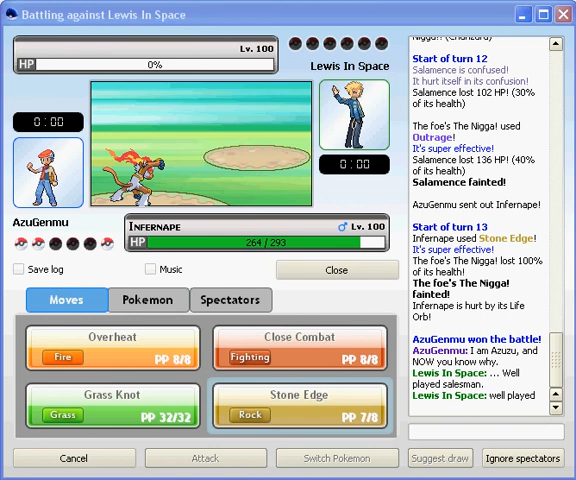 Battling against Lewis In Space
Lv. 100
HP
0%
Lewis In Space
0:00
0:00
AzuGenmu
INFERNAPE ♂ Lv. 100
HP
264 / 293
Save log
Music
Close
Moves
Pokemon
Spectators
Overheat
Fire
PP 8/8
Close Combat
Fighting
PP 8/8
Grass Knot
Grass
PP 32/32
Stone Edge
Rock
PP 7/8
Cancel
Attack
Switch Pokemon
Suggest draw
Ignore spectators
Start of turn 12
Salamence is confused!
It hurt itself in its confusion!
Salamence lost 102 HP! (30%
of its health)
The foe's The Nigga! used
Outrage!
It's super effective!
Salamence lost 136 HP! (40%
of its health)
Salamence fainted!
AzuGenmu sent out Infernape!
Start of turn 13
Infernape used Stone Edge!
It's super effective!
The foe's The Nigga! lost 100%
of its health!
The foe's The Nigga!
fainted!
Infernape is hurt by its Life
Orb!
AzuGenmu won the battle!
AzuGenmu: I am Azuzu, and
NOW you know why.
Lewis In Space: ... Well
played salesman.
Lewis In Space: well played